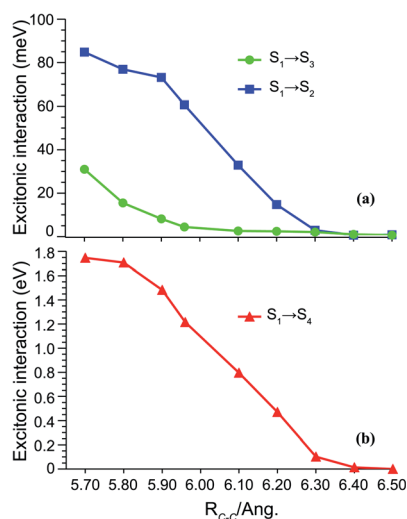 Excitonic interaction (meV)
100
80
60
40
20
0
S₁→S₃
S₁→S₂
(a)
Excitonic interaction (eV)
1.8
1.6
1.4
1.2
1.0
0.8
0.6
0.4
0.2
0
S₁→S₄
(b)
5.70 5.80 5.90 6.00 6.10 6.20 6.30 6.40 6.50
R_C-C/Ang.